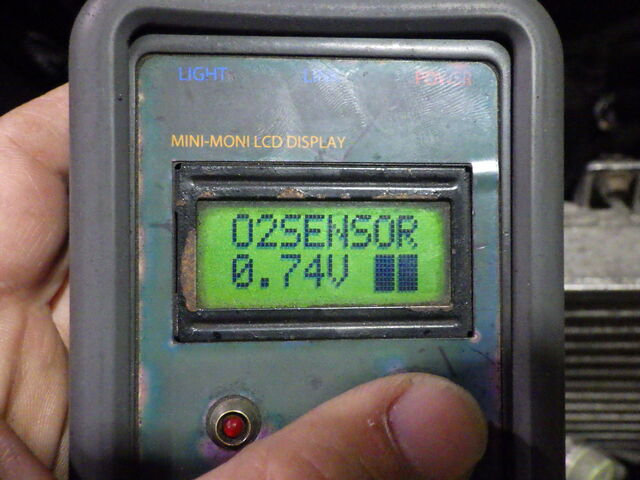 LIGHT
MINI-MONI LCD DISPLAY
O2SENSOR
0.74V